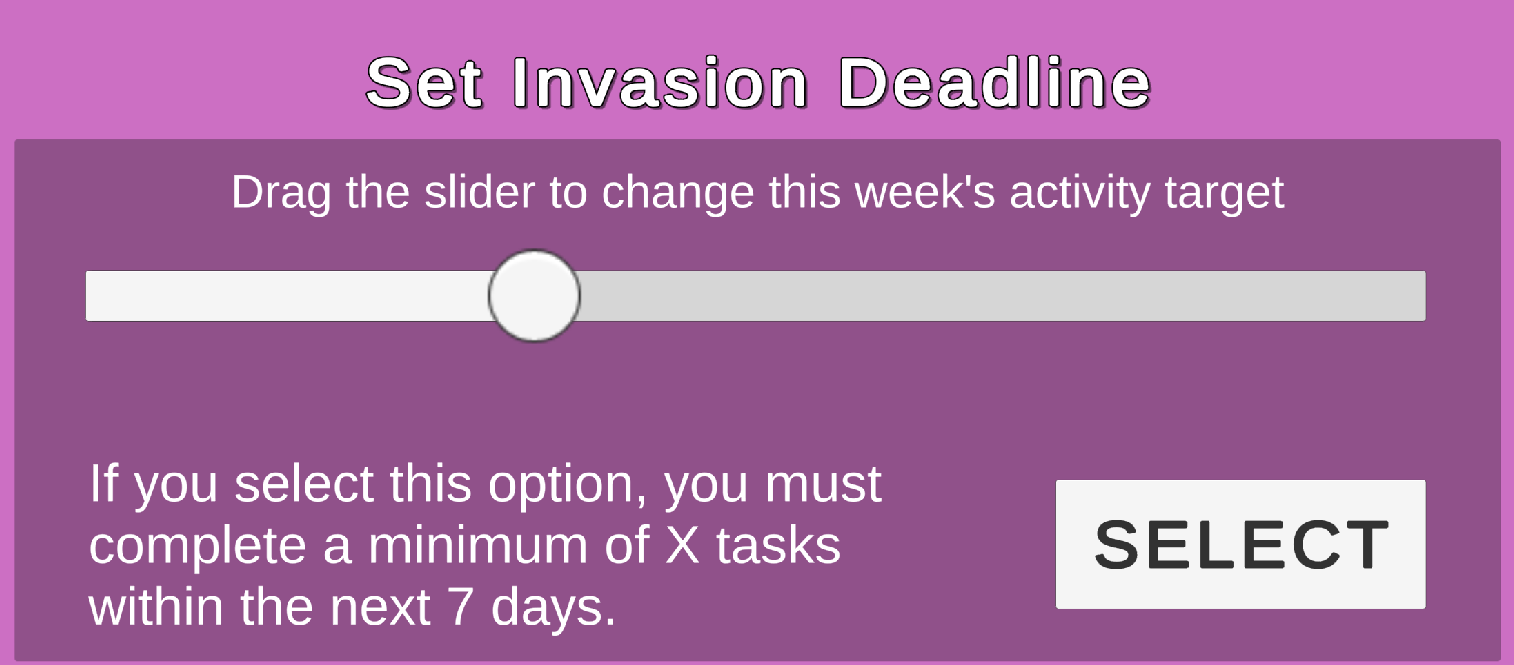 Set Invasion Deadline
Drag the slider to change this week's activity target
If you select this option, you must
complete a minimum of X tasks
within the next 7 days.
SELECT